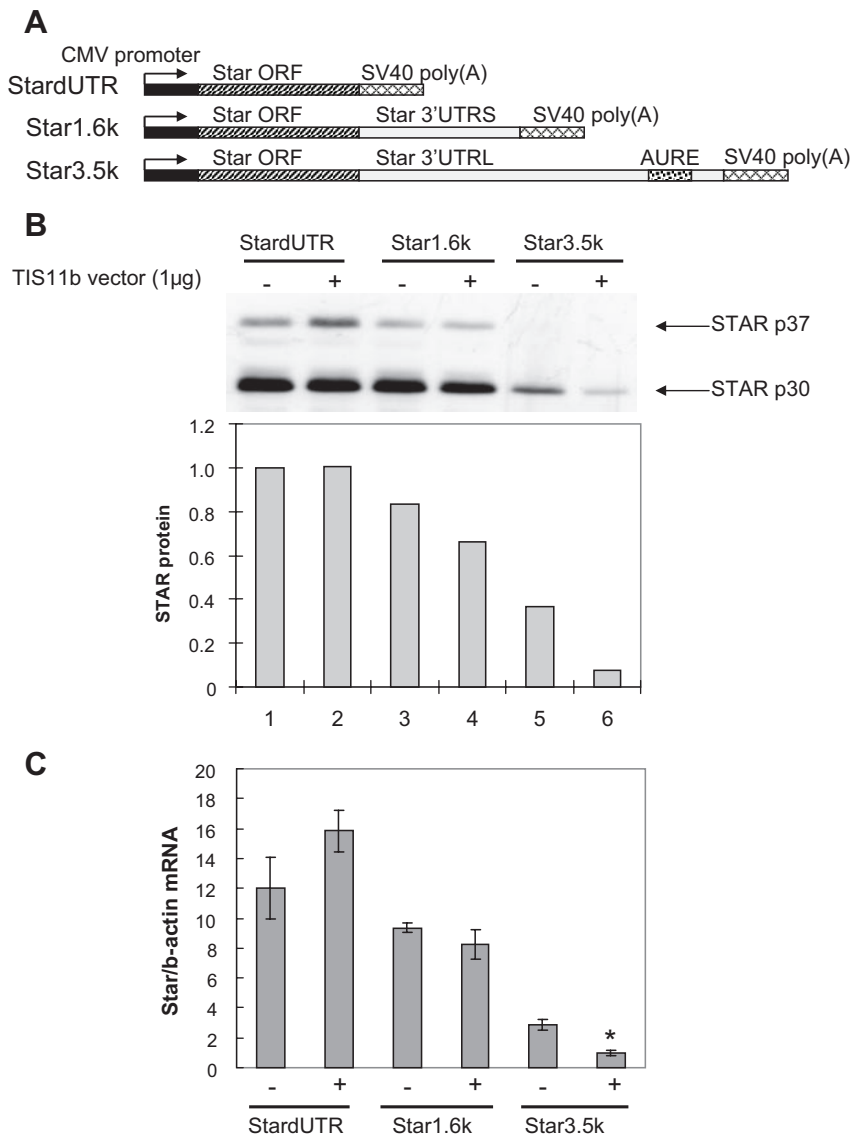 A
CMV promoter
StardUTR Star ORF SV40 poly(A)
Star1.6k Star ORF Star 3’UTRS SV40 poly(A)
Star3.5k Star ORF Star 3’UTRL AURE SV40 poly(A)
B
StardUTR Star1.6k Star3.5k
TIS11b vector (1µg) - + - + - +
STAR p37
STAR p30
STAR protein
1.2
1.0
0.8
0.6
0.4
0.2
0
1 2 3 4 5 6
C
Star/b-actin mRNA
20
18
16
14
12
10
8
6
4
2
0
*
- + - + - +
StardUTR Star1.6k Star3.5k